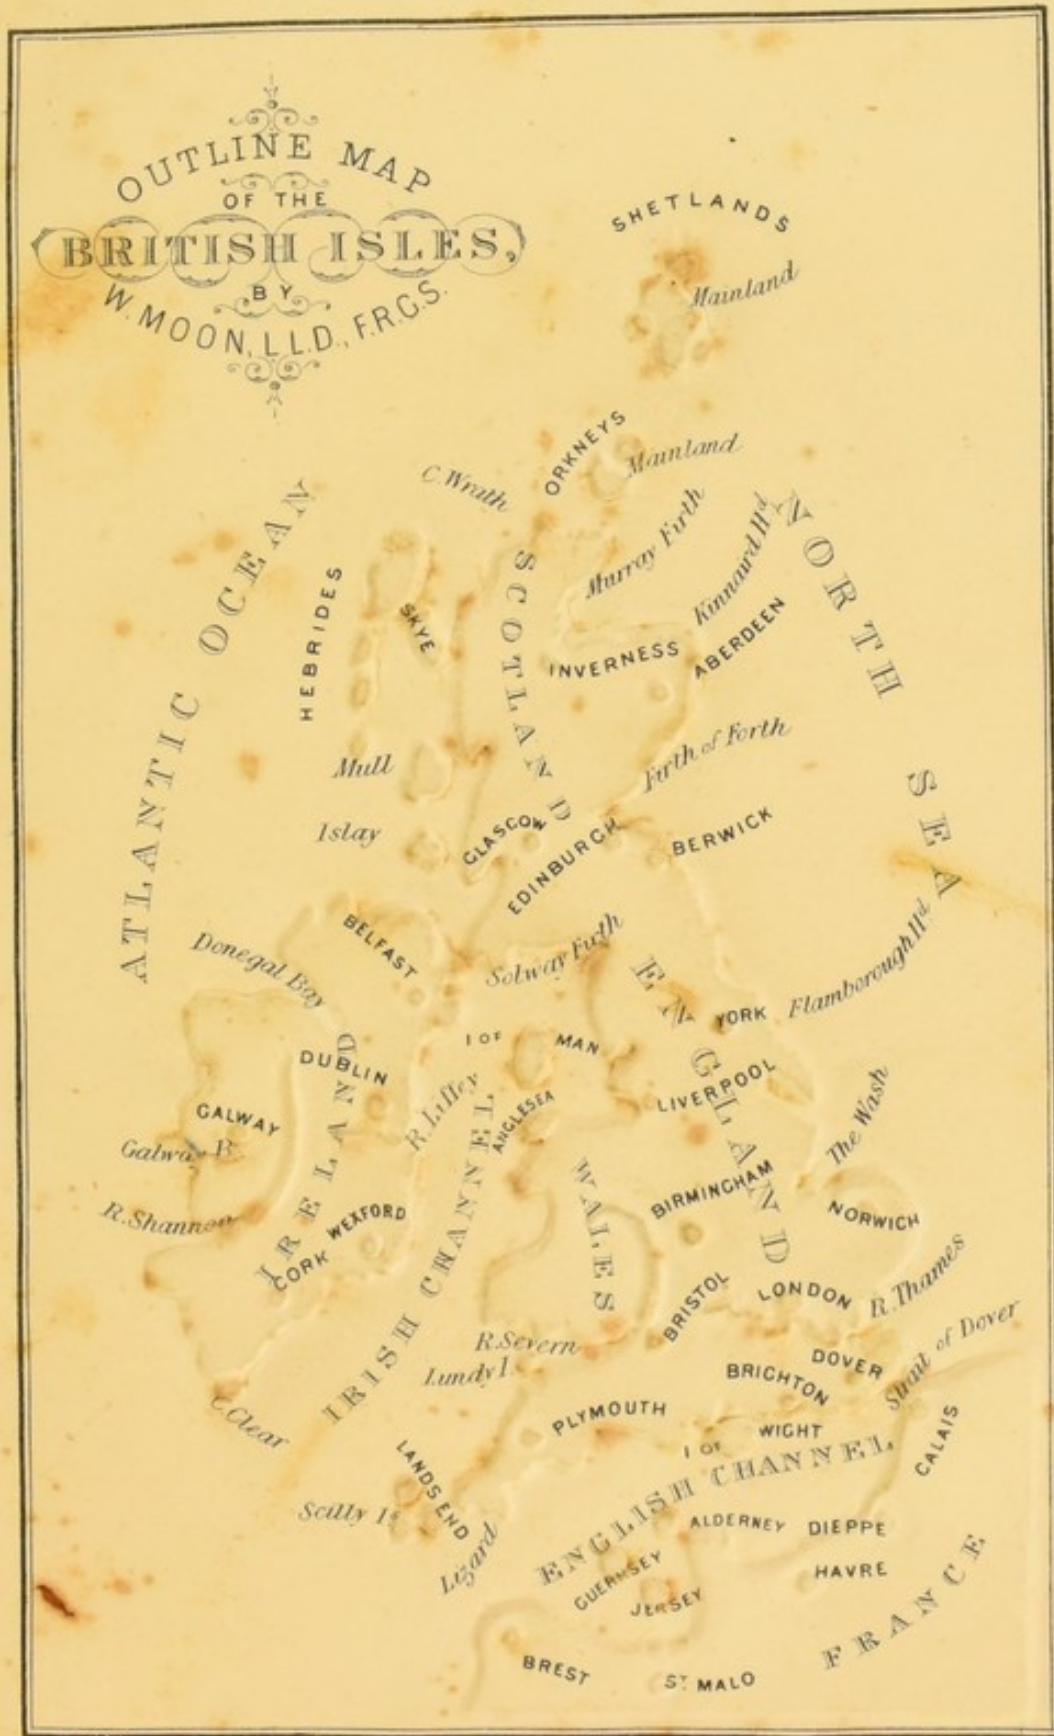 OUTLINE MAP
OF THE
BRITISH ISLES,
BY
W. MOON, LL.D., F.R.G.S.
SHETLANDS
Mainland
ORKNEYS
Mainland
C. Wrath
Murray Firth
Kinnaird Hd
NORTH SEA
ATLANTIC OCEAN
HEBRIDES
SKYE
SCOTLAND
INVERNESS
ABERDEEN
Mull
Firth of Forth
Islay
GLASGOW
EDINBURGH
BERWICK
BELFAST
Donegal Bay
Solway Firth
ENGLAND
YORK
Flamborough Hd
I OF MAN
DUBLIN
IRELAND
R. Liffey
ANGLESEA
LIVERPOOL
The Wash
GALWAY
Galway B.
IRISH CHANNEL
WALES
BIRMINGHAM
R. Shannon
WEXFORD
CORK
NORWICH
BRISTOL
LONDON
R. Thames
R. Severn
Lundy I.
DOVER
Strait of Dover
BRIGHTON
C. Clear
PLYMOUTH
I OF WIGHT
LANDS END
CALAIS
ENGLISH CHANNEL
Scilly Is
Lizard
ALDERNEY
DIEPPE
GUERNSEY
HAVRE
JERSEY
FRANCE
BREST
ST MALO